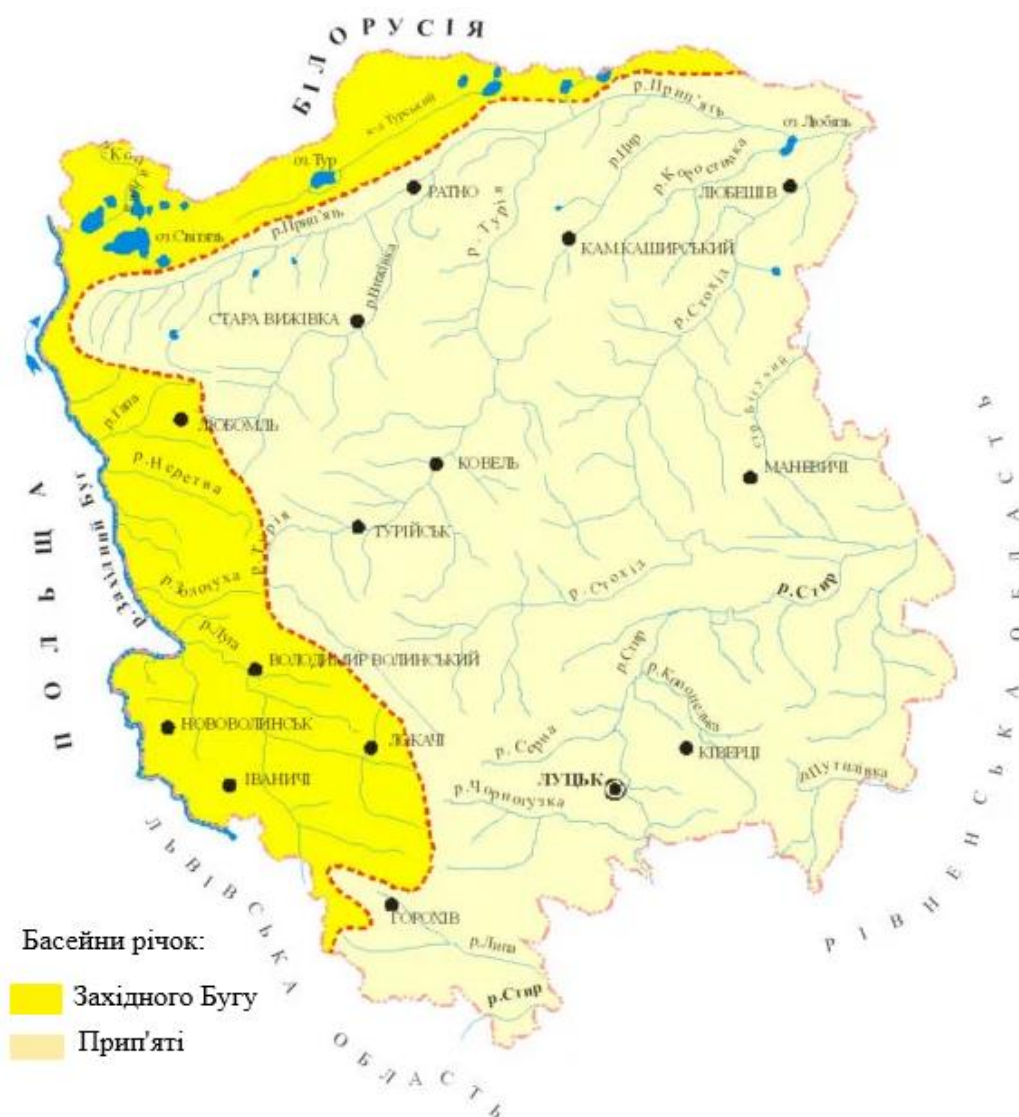 БІЛОРУСІЯ
р.Прип'ять
оз.Любязь
к-л Турський
р.Цир
р.Коростинка
оз.Тур
РАТНО
ЛЮБЕШІВ
р.Турія
оз.Світязь
р.Прип'ять
КАМ.КАШИРСЬКИЙ
р.Вижівка
р.Стохід
СТАРА ВИЖІВКА
р.Гапа
ЛЮБОМЛЬ
р.Неретва
КОВЕЛЬ
МАНЕВИЧІ
ПОЛЬЩА
р.Західний Буг
р.Турія
ТУРІЙСЬК
р.Золотуха
р.Стохід
р.Стир
р.Луга
р.Стир
ВОЛОДИМИР ВОЛИНСЬКИЙ
НОВОВОЛИНСЬК
ЛОКАЧІ
р.Серна
КІВЕРЦІ
ІВАНИЧІ
р.Чорногузка
ЛУЦЬК
р.Путилівка
РІВНЕНСЬКА ОБЛАСТЬ
ЛЬВІВСЬКА ОБЛАСТЬ
ГОРОХІВ
р.Липа
р.Стир
Басейни річок:
Західного Бугу
Прип'яті